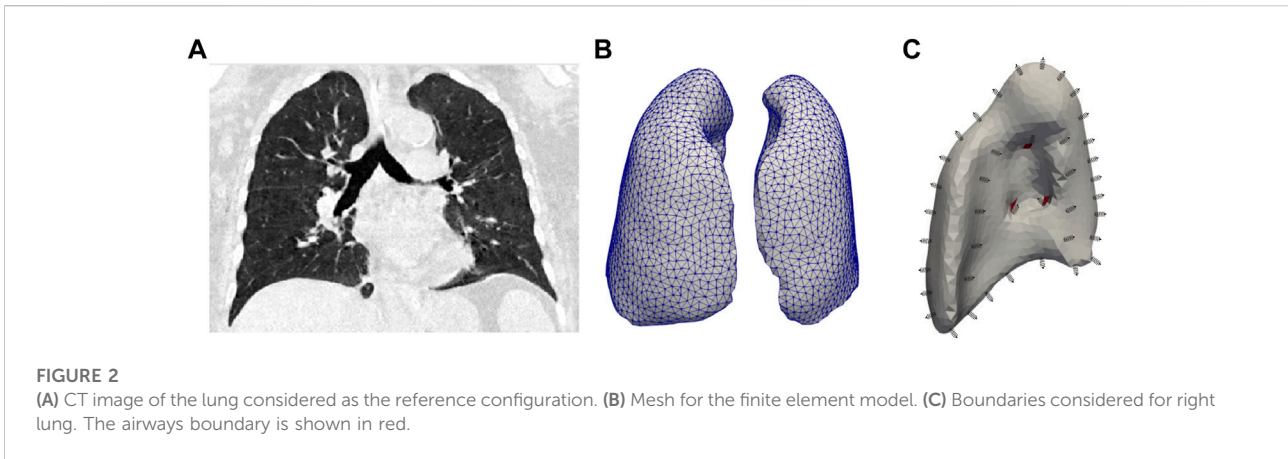 A
B
C
FIGURE 2
(A) CT image of the lung considered as the reference configuration. (B) Mesh for the finite element model. (C) Boundaries considered for right
lung. The airways boundary is shown in red.